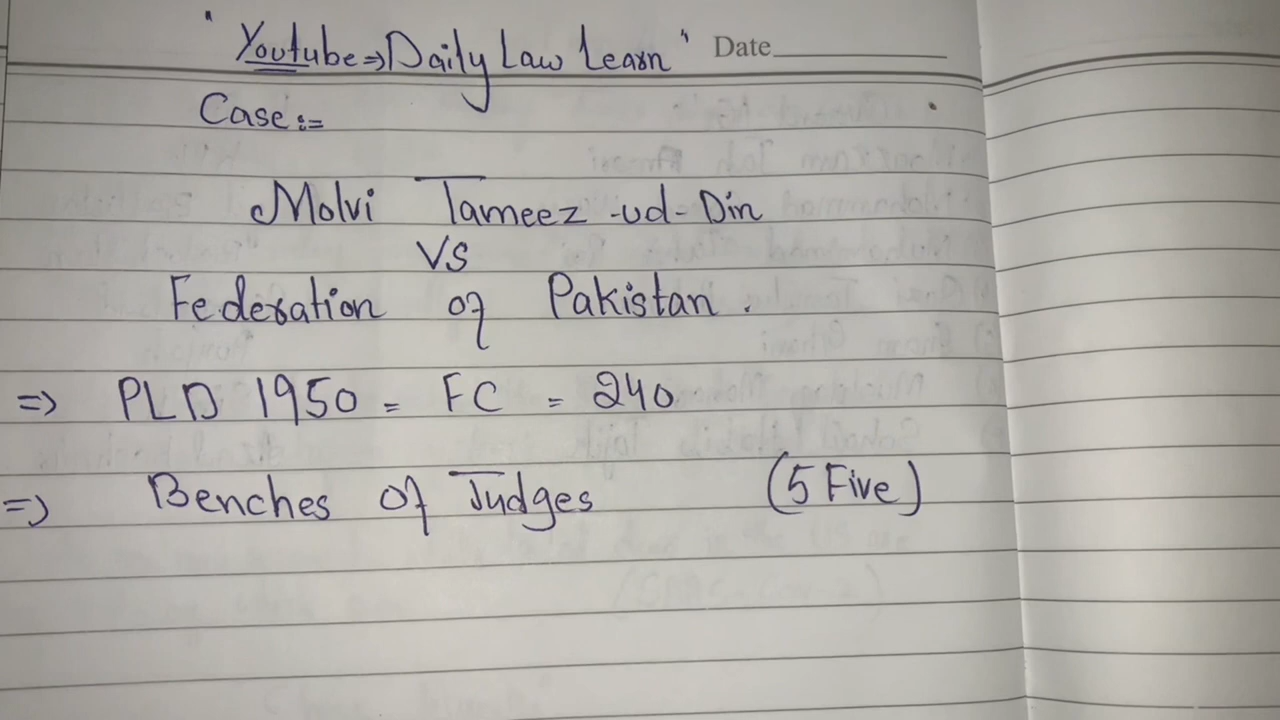 "Youtube⇒Daily Law Learn" Date
Case:=
Molvi Tameez-ud-Din
VS
Federation of Pakistan.
⇒ PLD 1950 = FC = 240
⇒ Benches of Judges (5 Five)